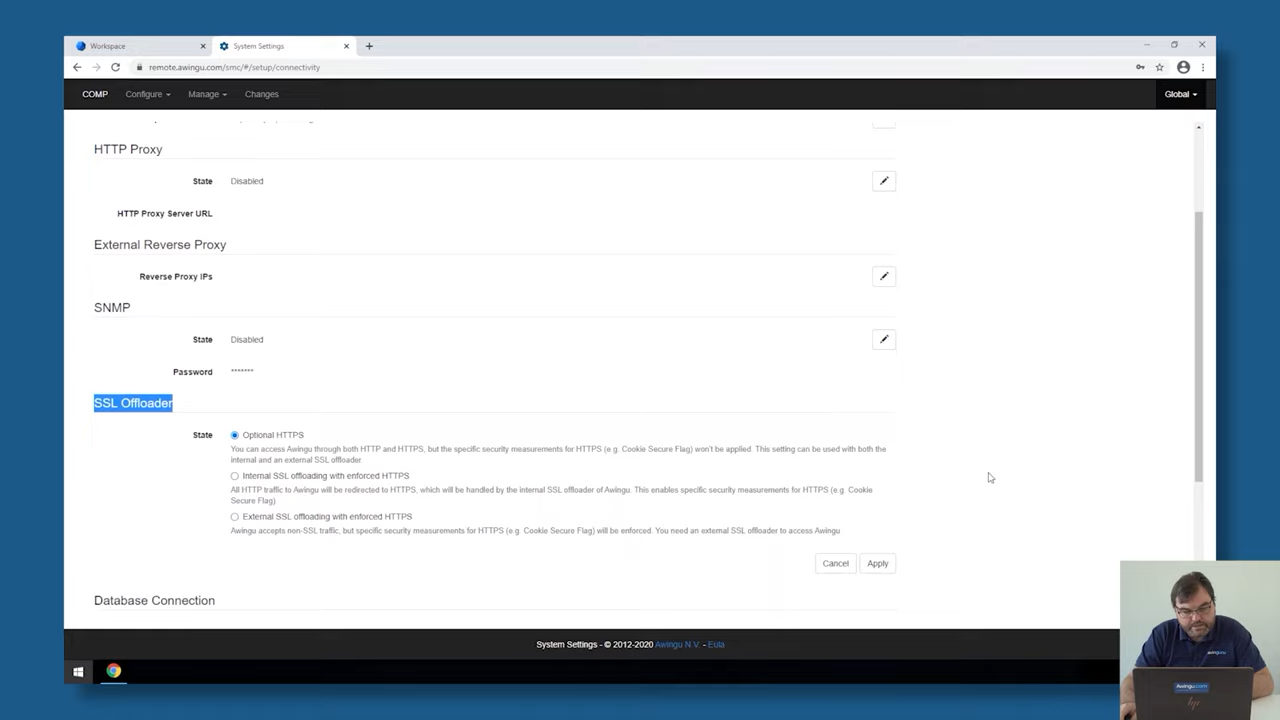 Workspace
System Settings
remote.awingu.com/smc/#/setup/connectivity
COMP Configure Manage Changes Global
HTTP Proxy
State Disabled
HTTP Proxy Server URL
External Reverse Proxy
Reverse Proxy IPs
SNMP
State Disabled
Password *******
SSL Offloader
State Optional HTTPS
You can access Awingu through both HTTP and HTTPS, but the specific security measurements for HTTPS (e.g. Cookie Secure Flag) won't be applied. This setting can be used with both the
internal and an external SSL offloader
Internal SSL offloading with enforced HTTPS
All HTTP traffic to Awingu will be redirected to HTTPS, which will be handled by the internal SSL offloader of Awingu. This enables specific security measurements for HTTPS (e.g. Cookie
Secure Flag)
External SSL offloading with enforced HTTPS
Awingu accepts non-SSL traffic, but specific security measurements for HTTPS (e.g. Cookie Secure Flag) will be enforced. You need an external SSL offloader to access Awingu
Cancel Apply
Database Connection
System Settings - © 2012-2020 Awingu N.V. - Eula
awingu
Awingu.com
hp